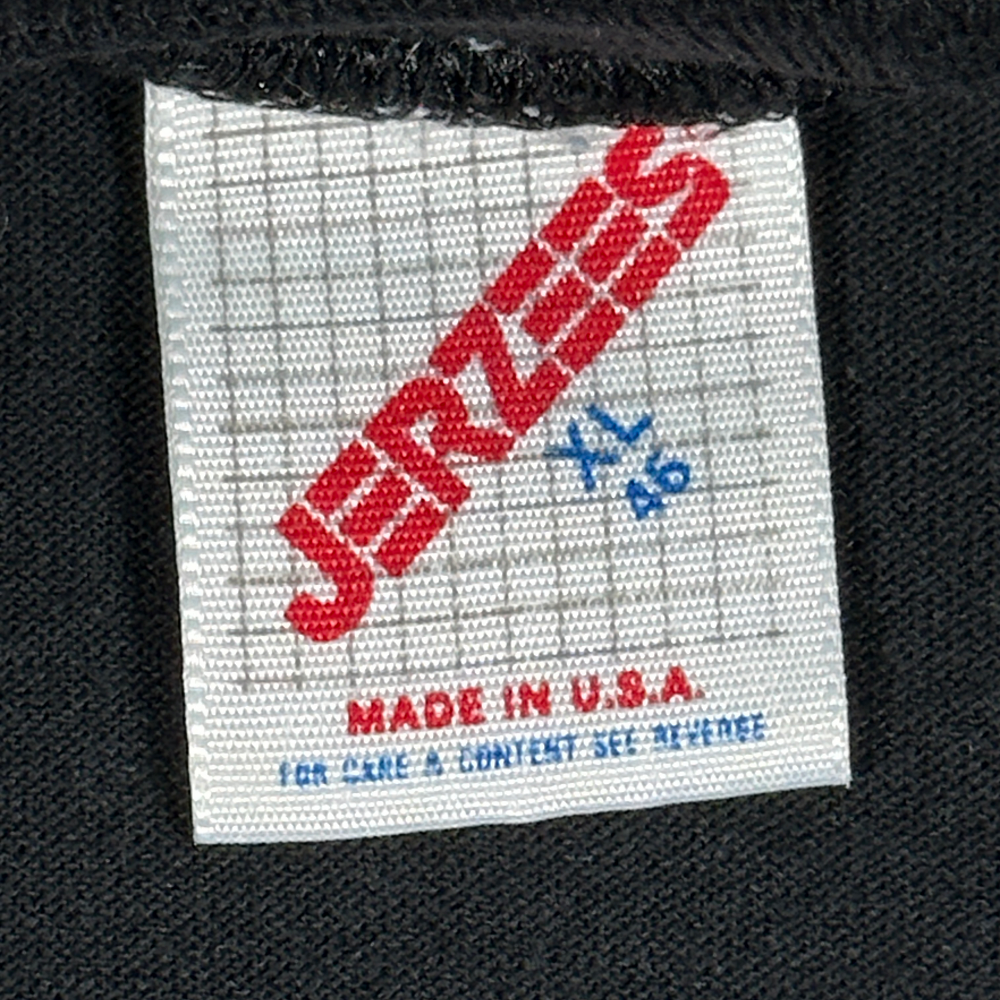 JERZEES
XL
46
MADE IN U.S.A.
FOR CARE & CONTENT SEE REVERSE